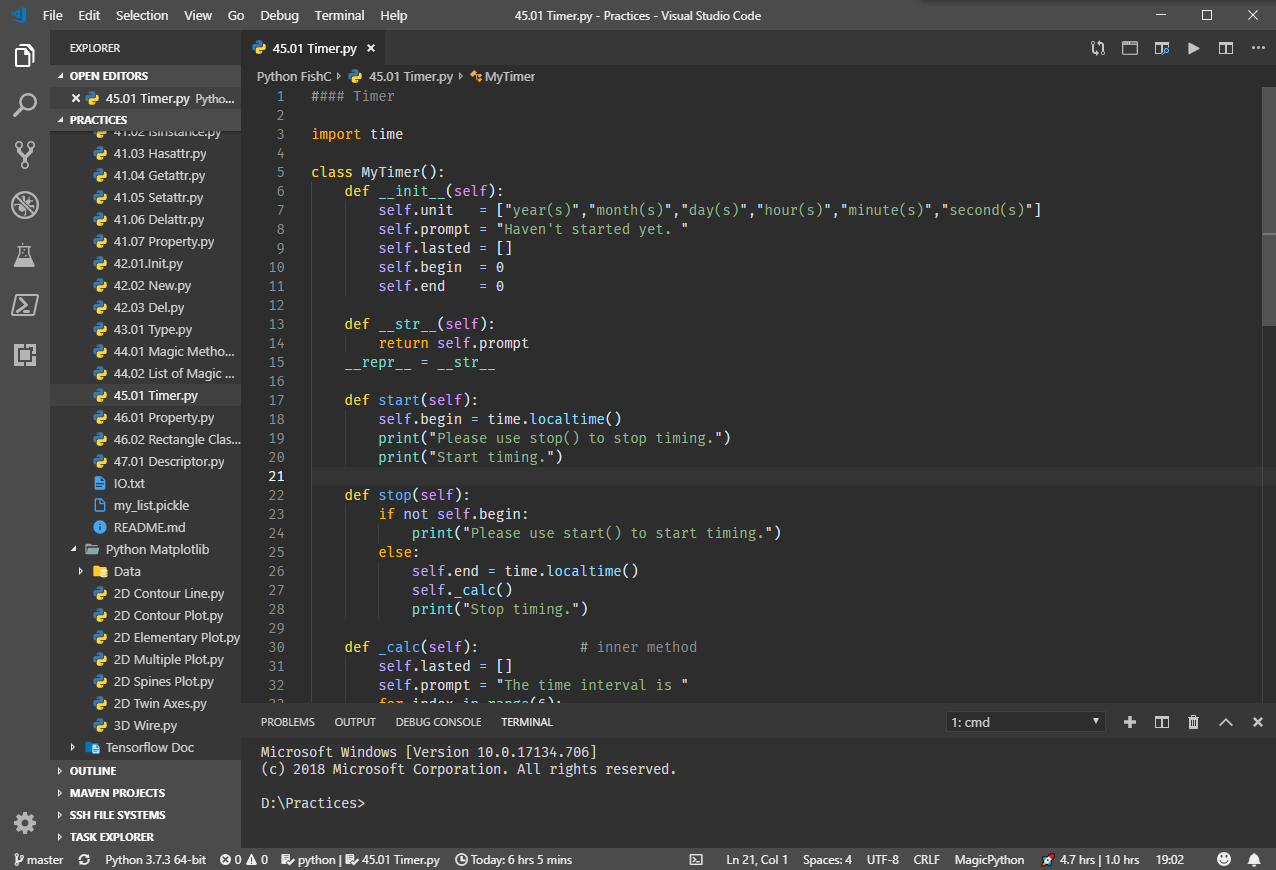 File Edit Selection View Go Debug Terminal Help 45.01 Timer.py - Practices - Visual Studio Code
EXPLORER
OPEN EDITORS
45.01 Timer.py Pytho...
PRACTICES
41.02 Isinstance.py
41.03 Hasattr.py
41.04 Getattr.py
41.05 Setattr.py
41.06 Delattr.py
41.07 Property.py
42.01.Init.py
42.02 New.py
42.03 Del.py
43.01 Type.py
44.01 Magic Metho...
44.02 List of Magic ...
45.01 Timer.py
46.01 Property.py
46.02 Rectangle Clas...
47.01 Descriptor.py
IO.txt
my_list.pickle
README.md
Python Matplotlib
Data
2D Contour Line.py
2D Contour Plot.py
2D Elementary Plot.py
2D Multiple Plot.py
2D Spines Plot.py
2D Twin Axes.py
3D Wire.py
Tensorflow Doc
OUTLINE
MAVEN PROJECTS
SSH FILE SYSTEMS
TASK EXPLORER
45.01 Timer.py
Python FishC 45.01 Timer.py MyTimer
1 #### Timer
2
3 import time
4
5 class MyTimer():
6     def __init__(self):
7         self.unit   = ["year(s)","month(s)","day(s)","hour(s)","minute(s)","second(s)"]
8         self.prompt = "Haven't started yet. "
9         self.lasted = []
10         self.begin  = 0
11         self.end    = 0
12
13     def __str__(self):
14         return self.prompt
15     __repr__ = __str__
16
17     def start(self):
18         self.begin = time.localtime()
19         print("Please use stop() to stop timing.")
20         print("Start timing.")
21
22     def stop(self):
23         if not self.begin:
24             print("Please use start() to start timing.")
25         else:
26             self.end = time.localtime()
27             self._calc()
28             print("Stop timing.")
29
30     def _calc(self):            # inner method
31         self.lasted = []
32         self.prompt = "The time interval is "
33         for index in range(6):
PROBLEMS OUTPUT DEBUG CONSOLE TERMINAL 1: cmd
Microsoft Windows [Version 10.0.17134.706]
(c) 2018 Microsoft Corporation. All rights reserved.
D:\Practices>
master Python 3.7.3 64-bit 0 0 python | 45.01 Timer.py Today: 6 hrs 5 mins Ln 21, Col 1 Spaces: 4 UTF-8 CRLF MagicPython 4.7 hrs | 1.0 hrs 19:02